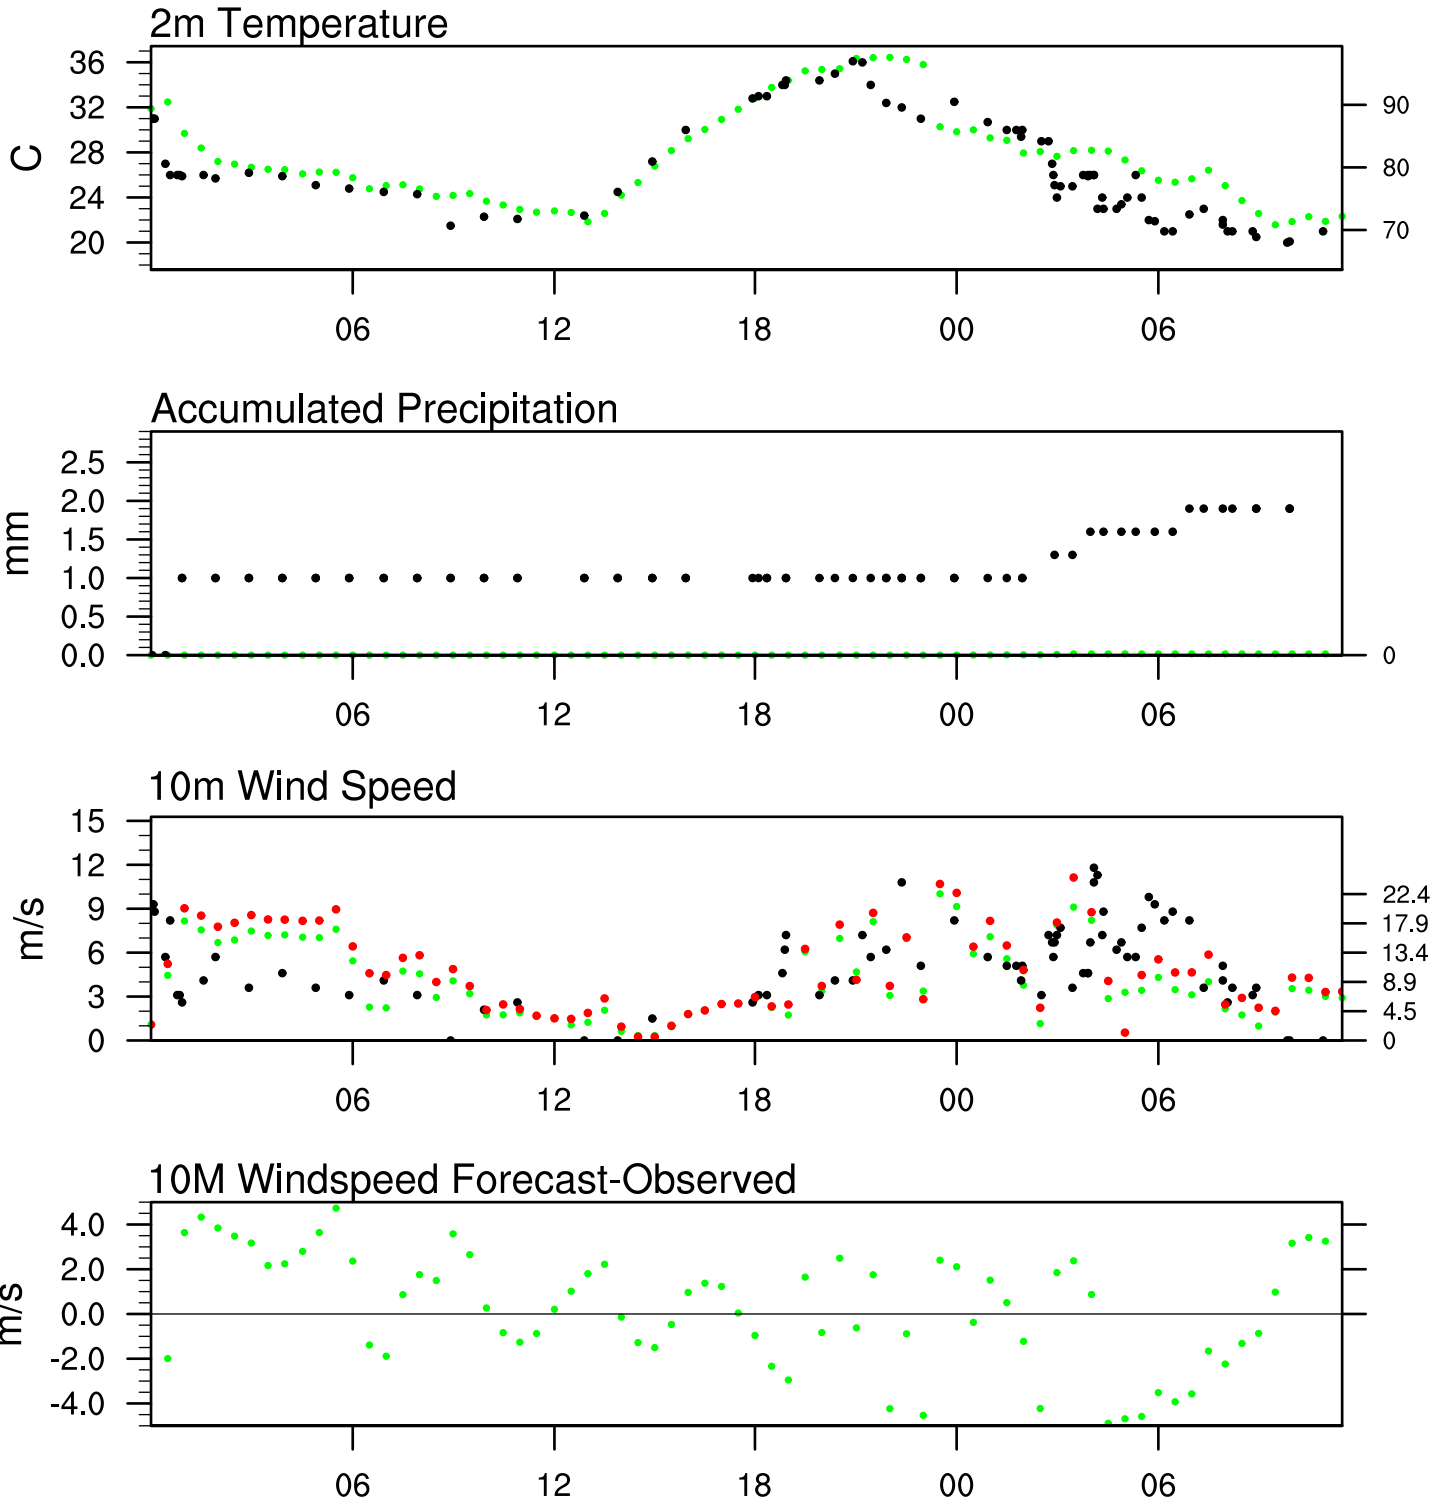 2m Temperature
C
36
32
28
24
20
90
80
70
06 12 18 00 06
Accumulated Precipitation
mm
2.5
2.0
1.5
1.0
0.5
0.0
0
06 12 18 00 06
10m Wind Speed
m/s
15
12
9
6
3
0
22.4
17.9
13.4
8.9
4.5
0
06 12 18 00 06
10M Windspeed Forecast-Observed
m/s
4.0
2.0
0.0
-2.0
-4.0
06 12 18 00 06